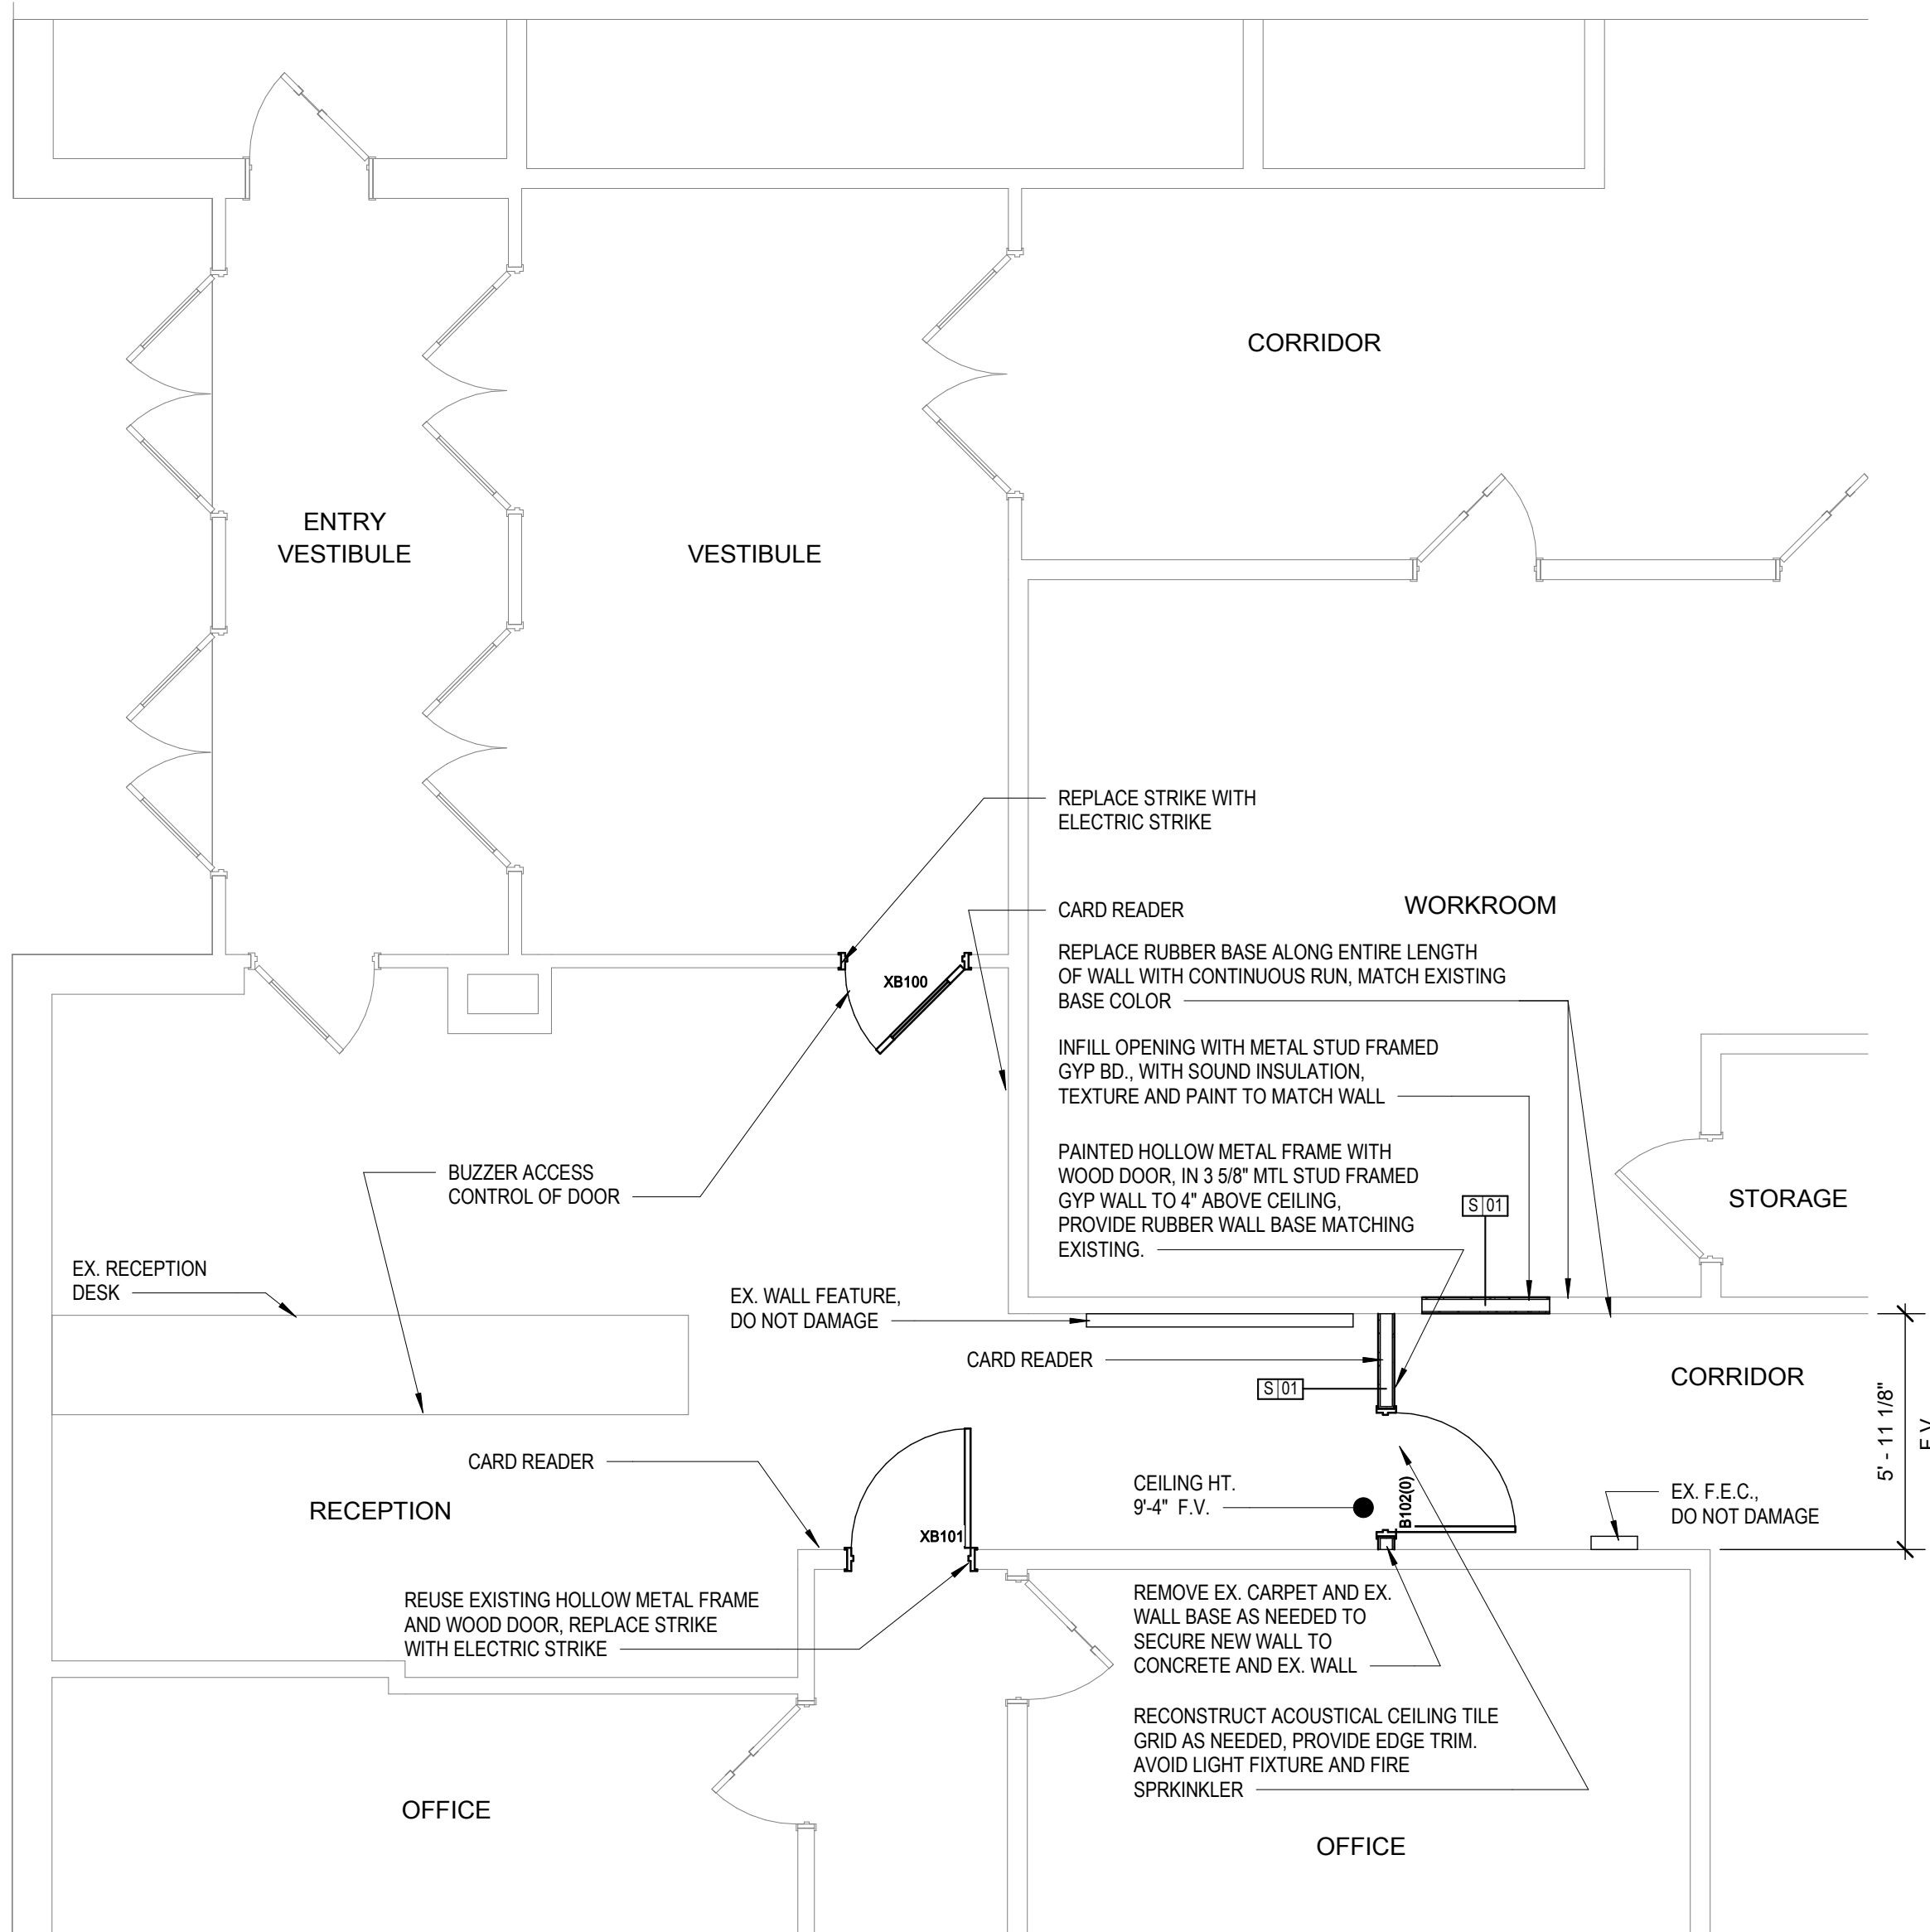 CORRIDOR
ENTRY
VESTIBULE
VESTIBULE
REPLACE STRIKE WITH
ELECTRIC STRIKE
CARD READER
WORKROOM
REPLACE RUBBER BASE ALONG ENTIRE LENGTH
OF WALL WITH CONTINUOUS RUN, MATCH EXISTING
BASE COLOR
XB100
INFILL OPENING WITH METAL STUD FRAMED
GYP BD., WITH SOUND INSULATION,
TEXTURE AND PAINT TO MATCH WALL
PAINTED HOLLOW METAL FRAME WITH
WOOD DOOR, IN 3 5/8" MTL STUD FRAMED
GYP WALL TO 4" ABOVE CEILING,
PROVIDE RUBBER WALL BASE MATCHING
EXISTING.
S 01
STORAGE
BUZZER ACCESS
CONTROL OF DOOR
EX. RECEPTION
DESK
EX. WALL FEATURE,
DO NOT DAMAGE
CARD READER
S 01
CORRIDOR
5' - 11 1/8"
F.V.
CARD READER
RECEPTION
CEILING HT.
9'-4" F.V.
B102(0)
EX. F.E.C.,
DO NOT DAMAGE
XB101
REUSE EXISTING HOLLOW METAL FRAME
AND WOOD DOOR, REPLACE STRIKE
WITH ELECTRIC STRIKE
REMOVE EX. CARPET AND EX.
WALL BASE AS NEEDED TO
SECURE NEW WALL TO
CONCRETE AND EX. WALL
RECONSTRUCT ACOUSTICAL CEILING TILE
GRID AS NEEDED, PROVIDE EDGE TRIM.
AVOID LIGHT FIXTURE AND FIRE
SPRKINKLER
OFFICE
OFFICE